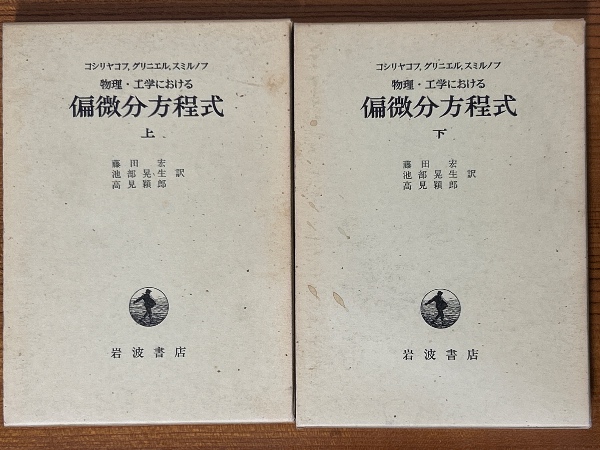 コシリヤコフ, グリニエル, スミルノフ
物理・工学における
偏微分方程式
上
藤田 宏
池部晃生 訳
高見穎郎
岩波書店
コシリヤコフ, グリニエル, スミルノフ
物理・工学における
偏微分方程式
下
藤田 宏
池部晃生 訳
高見穎郎
岩波書店